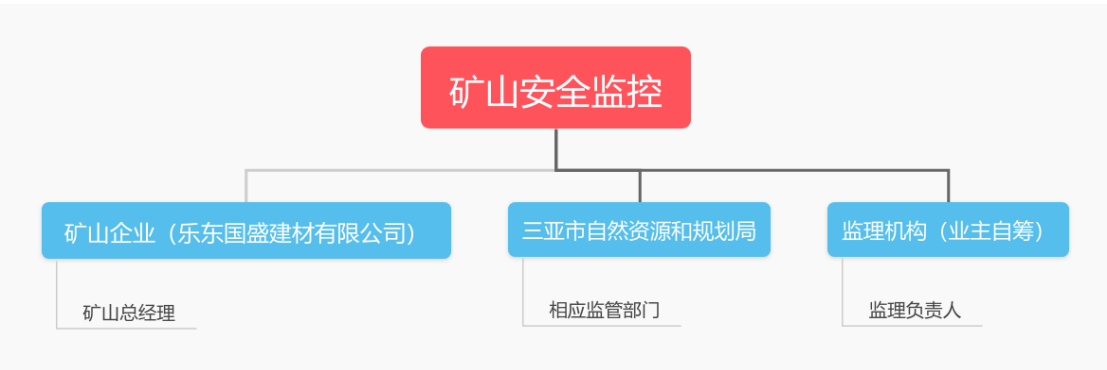 矿山安全监控
矿山企业（乐东国盛建材有限公司）
三亚市自然资源和规划局
监理机构（业主自筹）
矿山总经理
相应监管部门
监理负责人